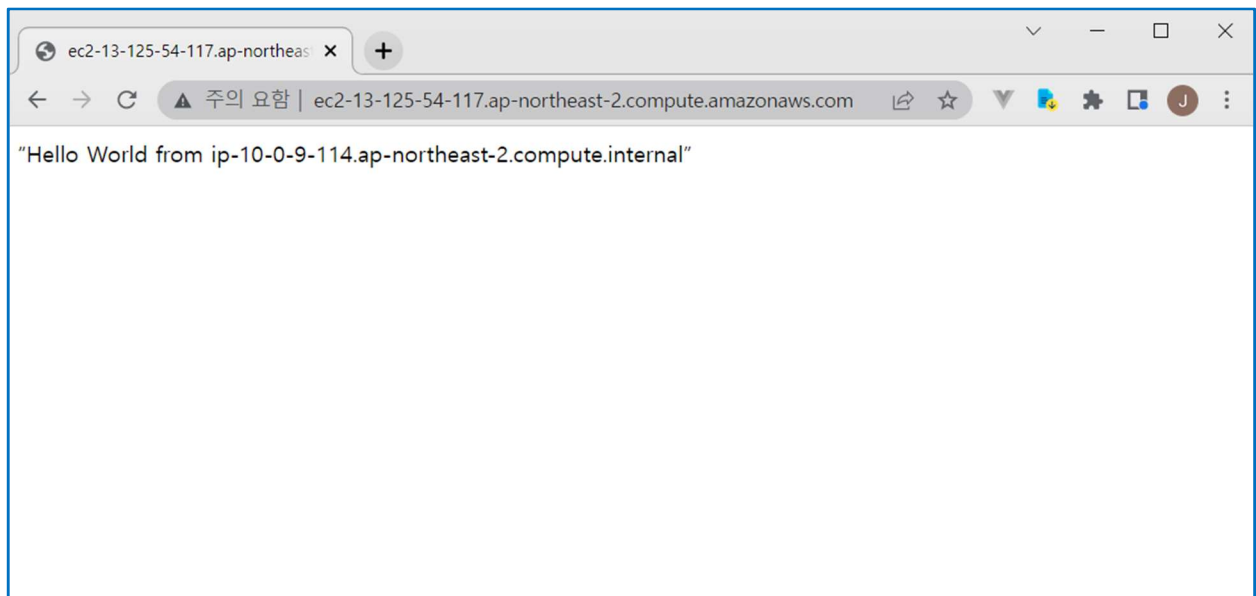 ec2-13-125-54-117.ap-northeas
주의 요함 | ec2-13-125-54-117.ap-northeast-2.compute.amazonaws.com
J
"Hello World from ip-10-0-9-114.ap-northeast-2.compute.internal"